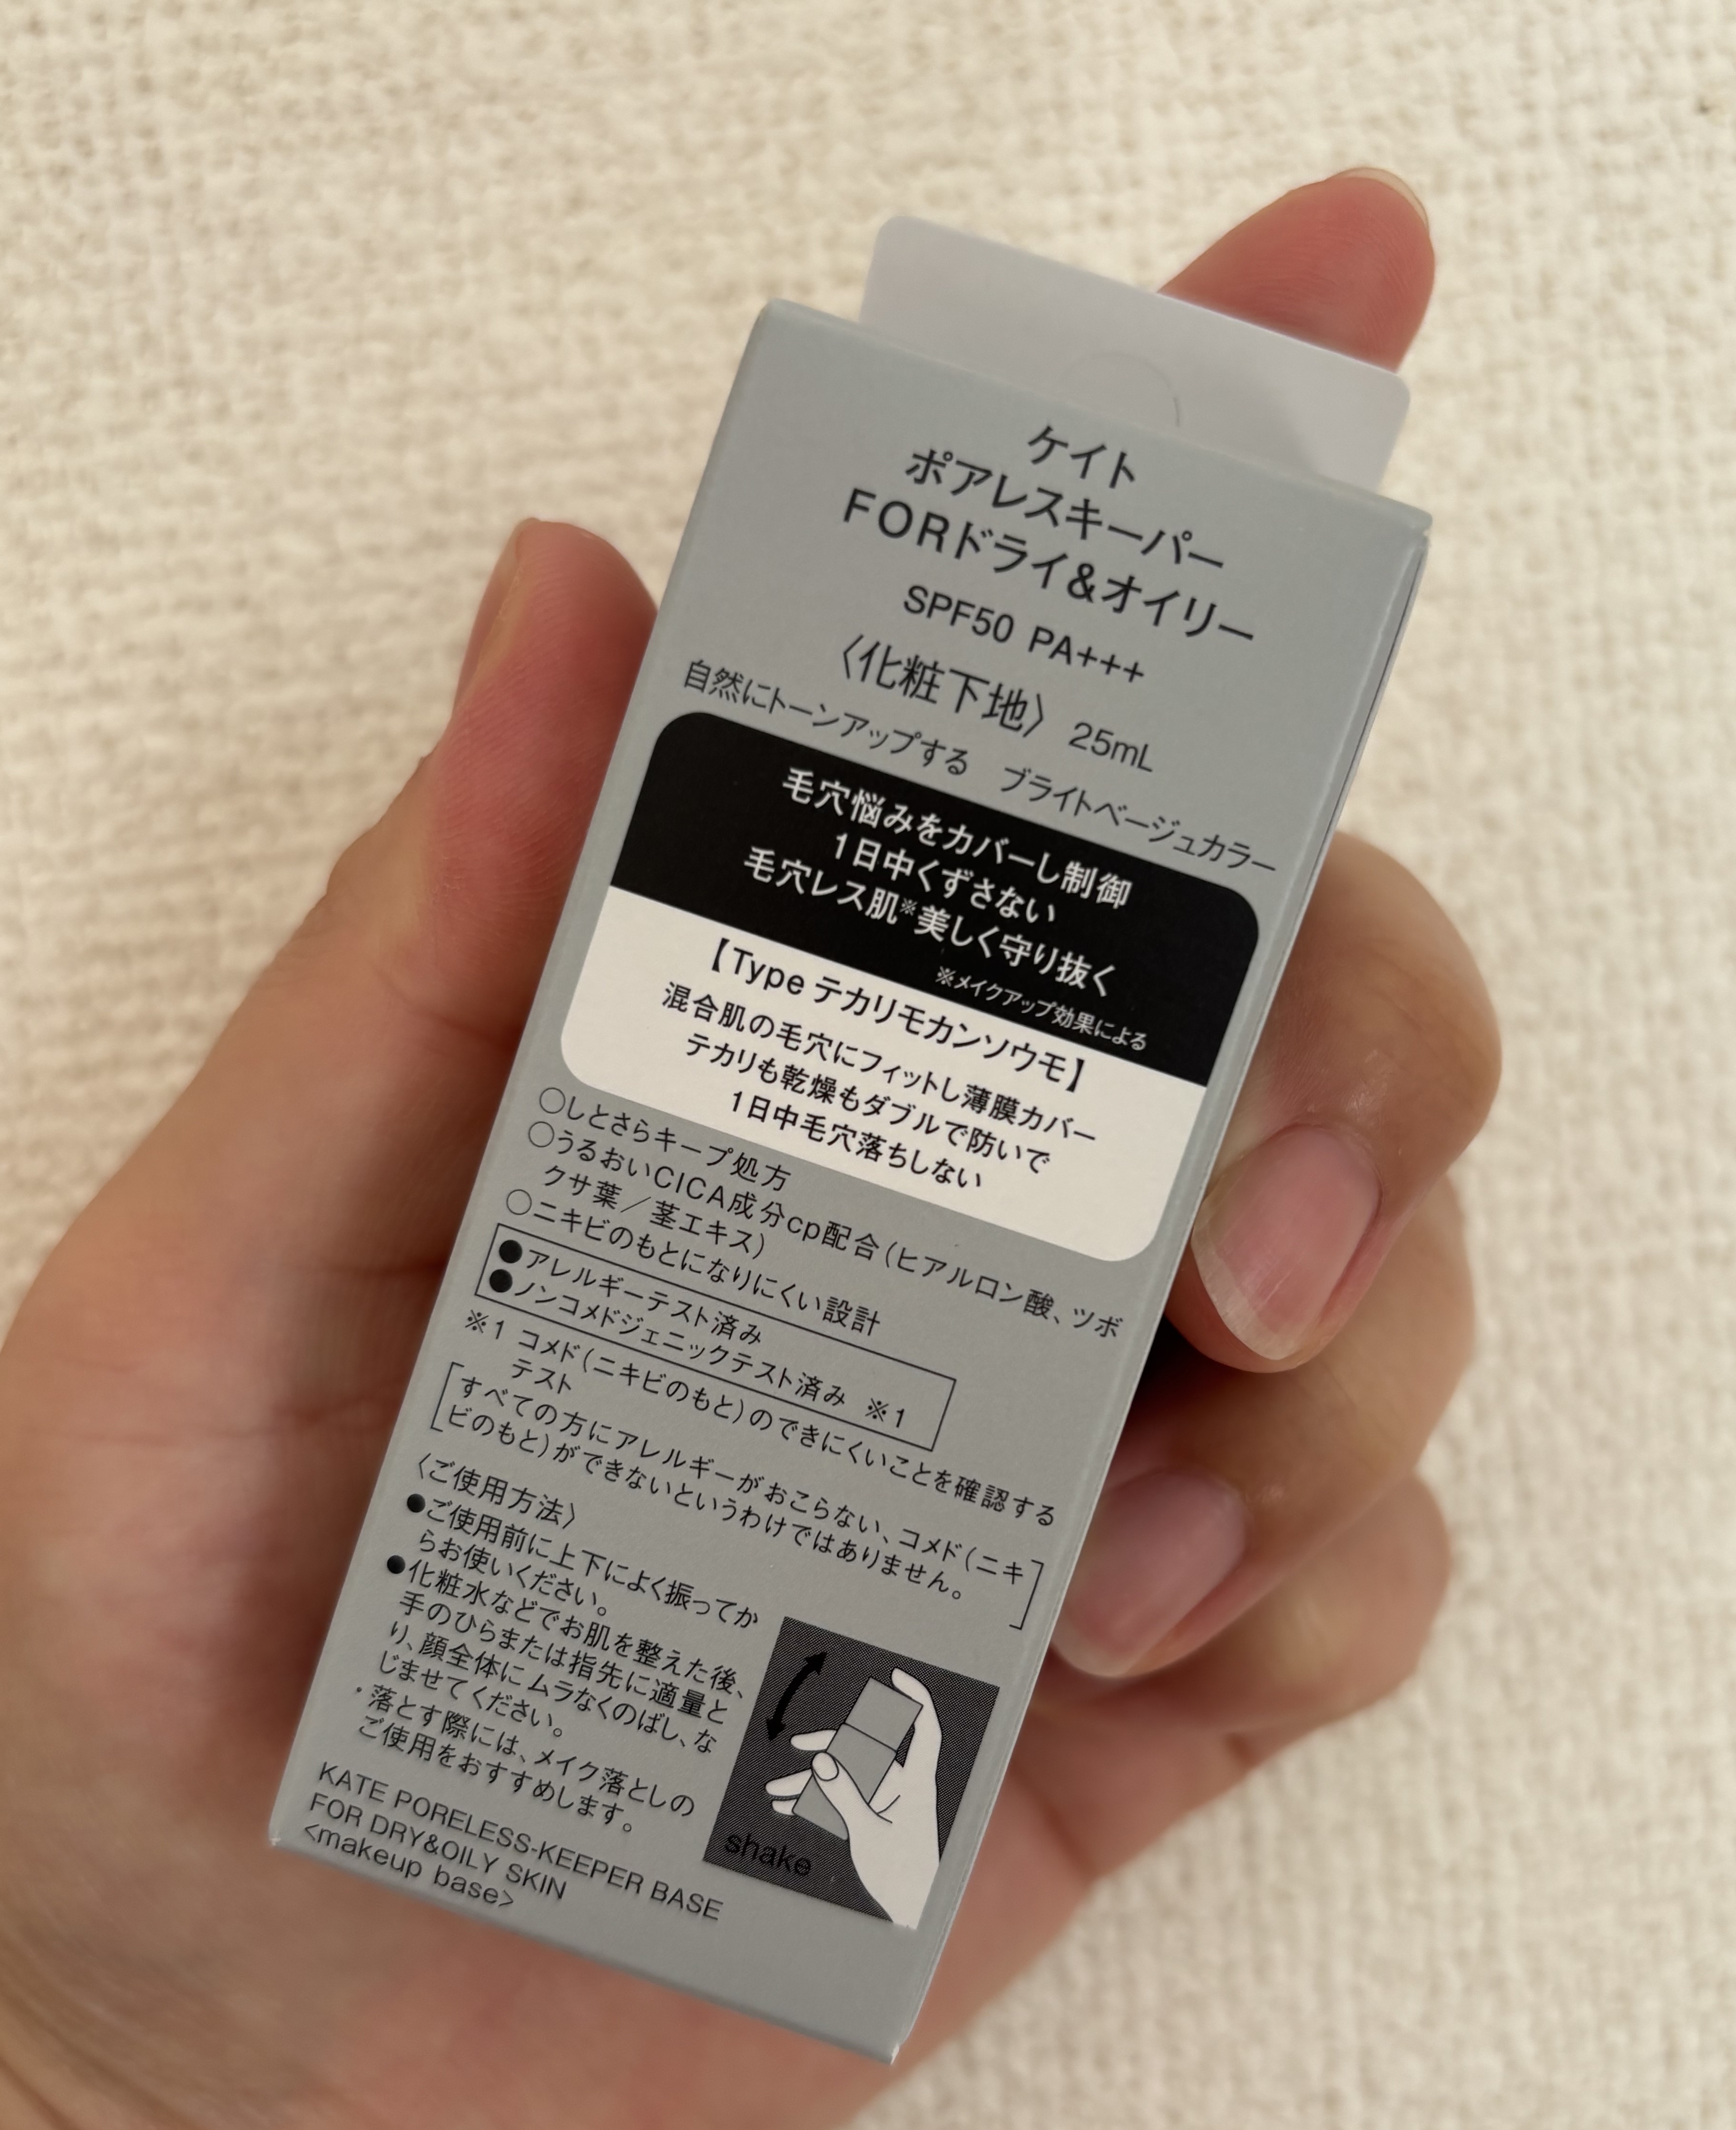 ケイト
ポアレスキーパー
FORドライ&オイリー
SPF50 PA+++
〈化粧下地〉 25mL
自然にトーンアップする ブライトベージュカラー
毛穴悩みをカバーし制御
1日中くずさない
毛穴レス肌※美しく守り抜く
※メイクアップ効果による
【Type テカリモカンソウモ】
混合肌の毛穴にフィットし薄膜カバー
テカリも乾燥もダブルで防いで
1日中毛穴落ちしない
○しとさらキープ処方
○うるおいCICA成分cp配合(ヒアルロン酸、ツボ
クサ葉/茎エキス)
○ニキビのもとになりにくい設計
●アレルギーテスト済み
●ノンコメドジェニックテスト済み ※1
※1 コメド(ニキビのもと)のできにくいことを確認する
テスト
[すべての方にアレルギーがおこらない、コメド(ニキ
ビのもと)ができないというわけではありません。]
〈ご使用方法〉
●ご使用前に上下によく振ってか
らお使いください。
●化粧水などでお肌を整えた後、
手のひらまたは指先に適量と
り、顔全体にムラなくのばし、な
じませてください。
・落とす際には、メイク落としの
ご使用をおすすめします。
shake
KATE PORELESS-KEEPER BASE
FOR DRY&OILY SKIN
<makeup base>